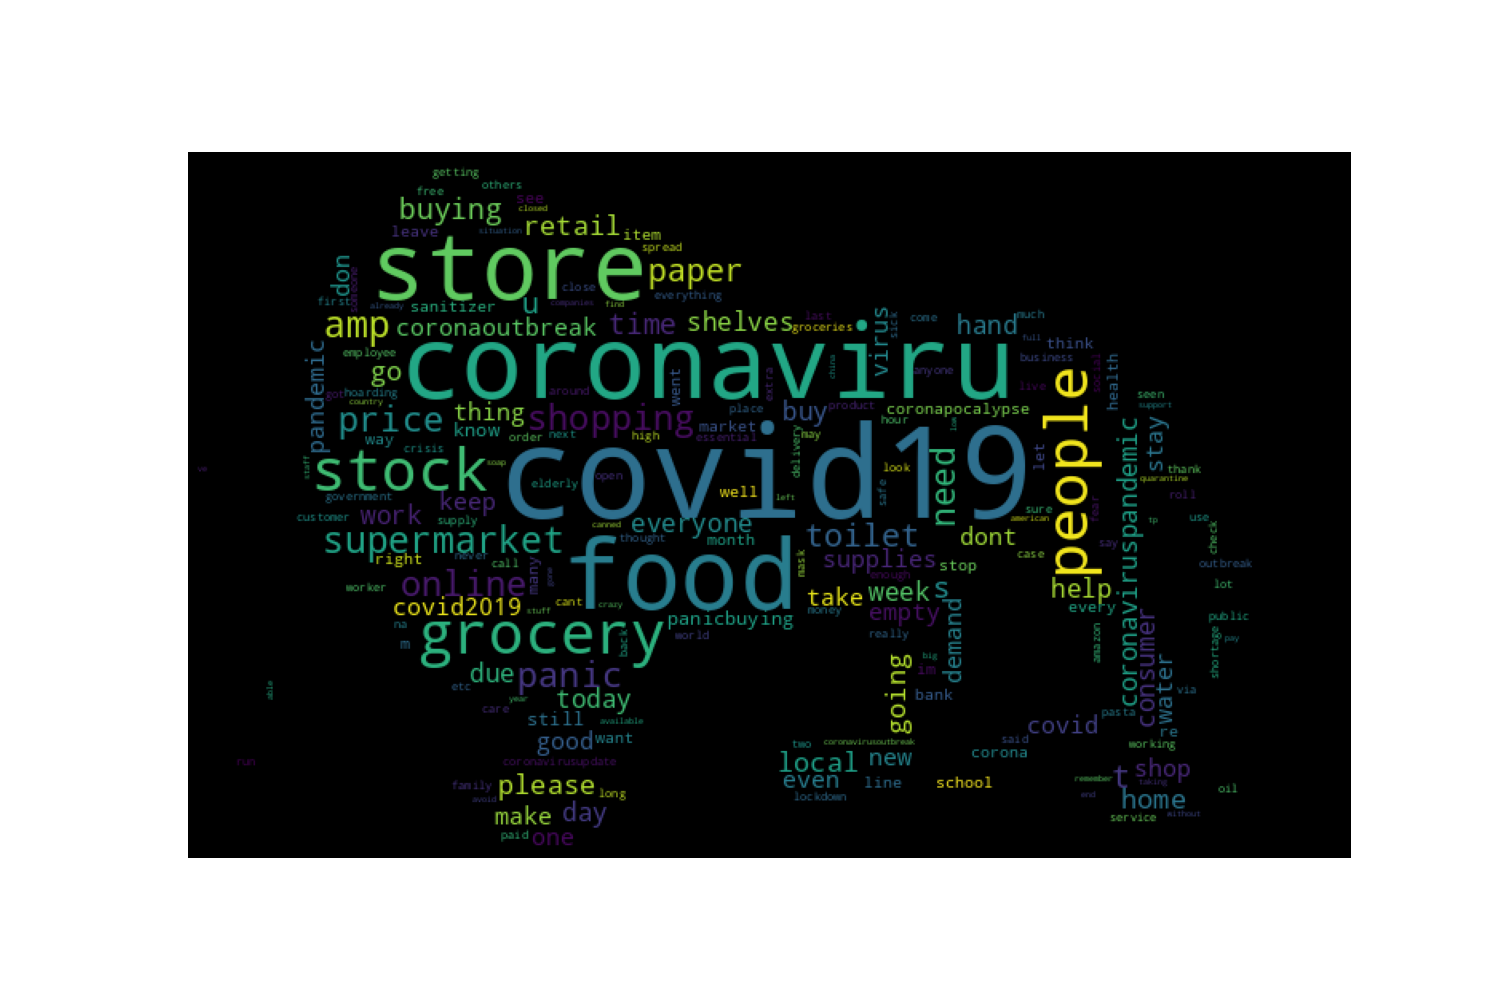 getting
others
free
see
closed
buying
leave
situation
retail
item
store
spread
don
someone
paper
close
everything
first
already
sanitizer
u
companies
find
amp
coronaoutbreak
time
shelves
groceries
last
virus
sick
come
hand
much
full
think
pandemic
employee
go
coronaviru
china
anyone
business
live
social
health
got
hoarding
country
around
went
extra
people
price
thing
shopping
place
buy
product
coronapocalypse
seen
support
way
know
order
next
high
market
essential
delivery
may
hour
low
coronaviruspandemic
stay
crisis
staff
stock
soap
covid19
elderly
open
well
left
look
safe
need
let
thank
quarantine
ve
government
keep
roll
fear
customer
work
supply
canned
everyone
american
sure
tp
use
check
supermarket
never
thought
month
toilet
dont
say
right
call
many
gone
food
mask
supplies
stop
case
outbreak
worker
online
enough
help
lot
covid2019
stuff
cant
crazy
money
take
week
s
every
na
grocery
back
panicbuying
empty
public
m
world
really
demand
amazon
consumer
shortage
pay
due
panic
big
im
water
able
etc
year
today
going
bank
via
care
still
available
pasta
good
want
covid
re
said
two
coronavirusoutbreak
working
run
coronavirusupdate
local
new
corona
t
shop
family
please
even
line
school
remember
taking
oil
avoid
long
lockdown
end
home
make
day
service
without
paid
one